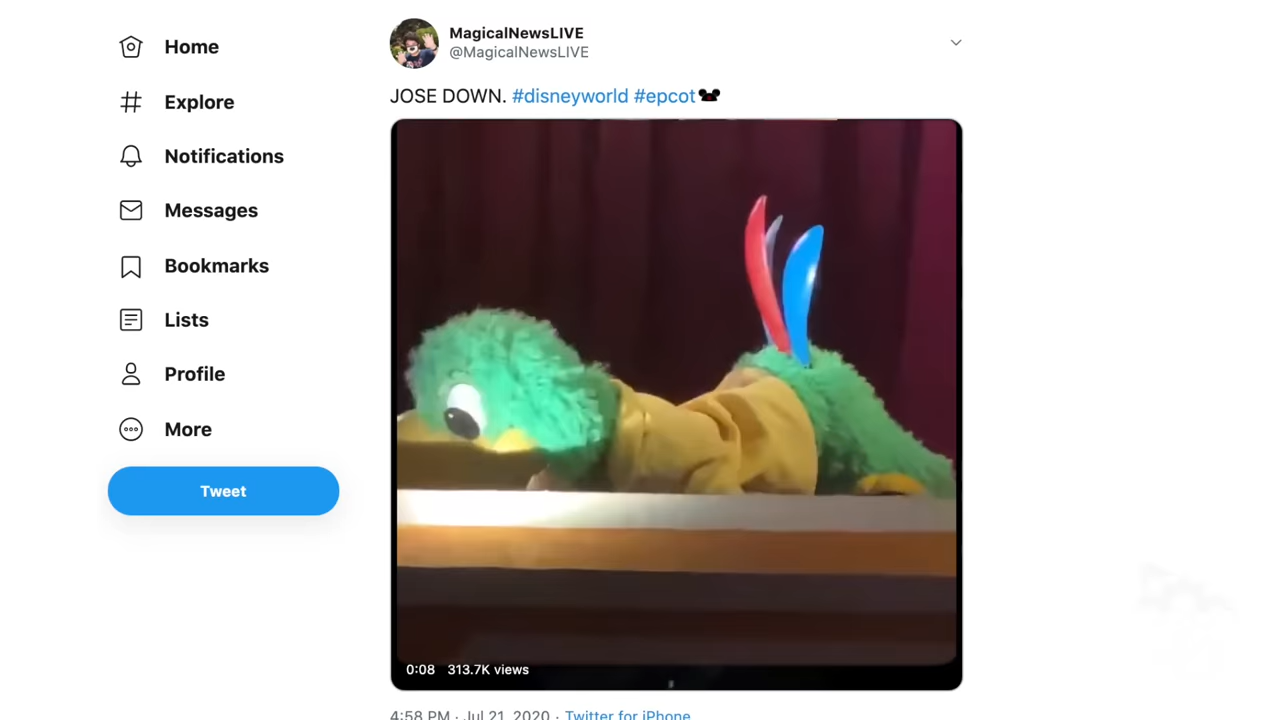 Home
Explore
Notifications
Messages
Bookmarks
Lists
Profile
More
Tweet
MagicalNewsLIVE
@MagicalNewsLIVE
JOSE DOWN. #disneyworld #epcot
0:08 313.7K views
4:58 PM · Jul 21, 2020 · Twitter for iPhone